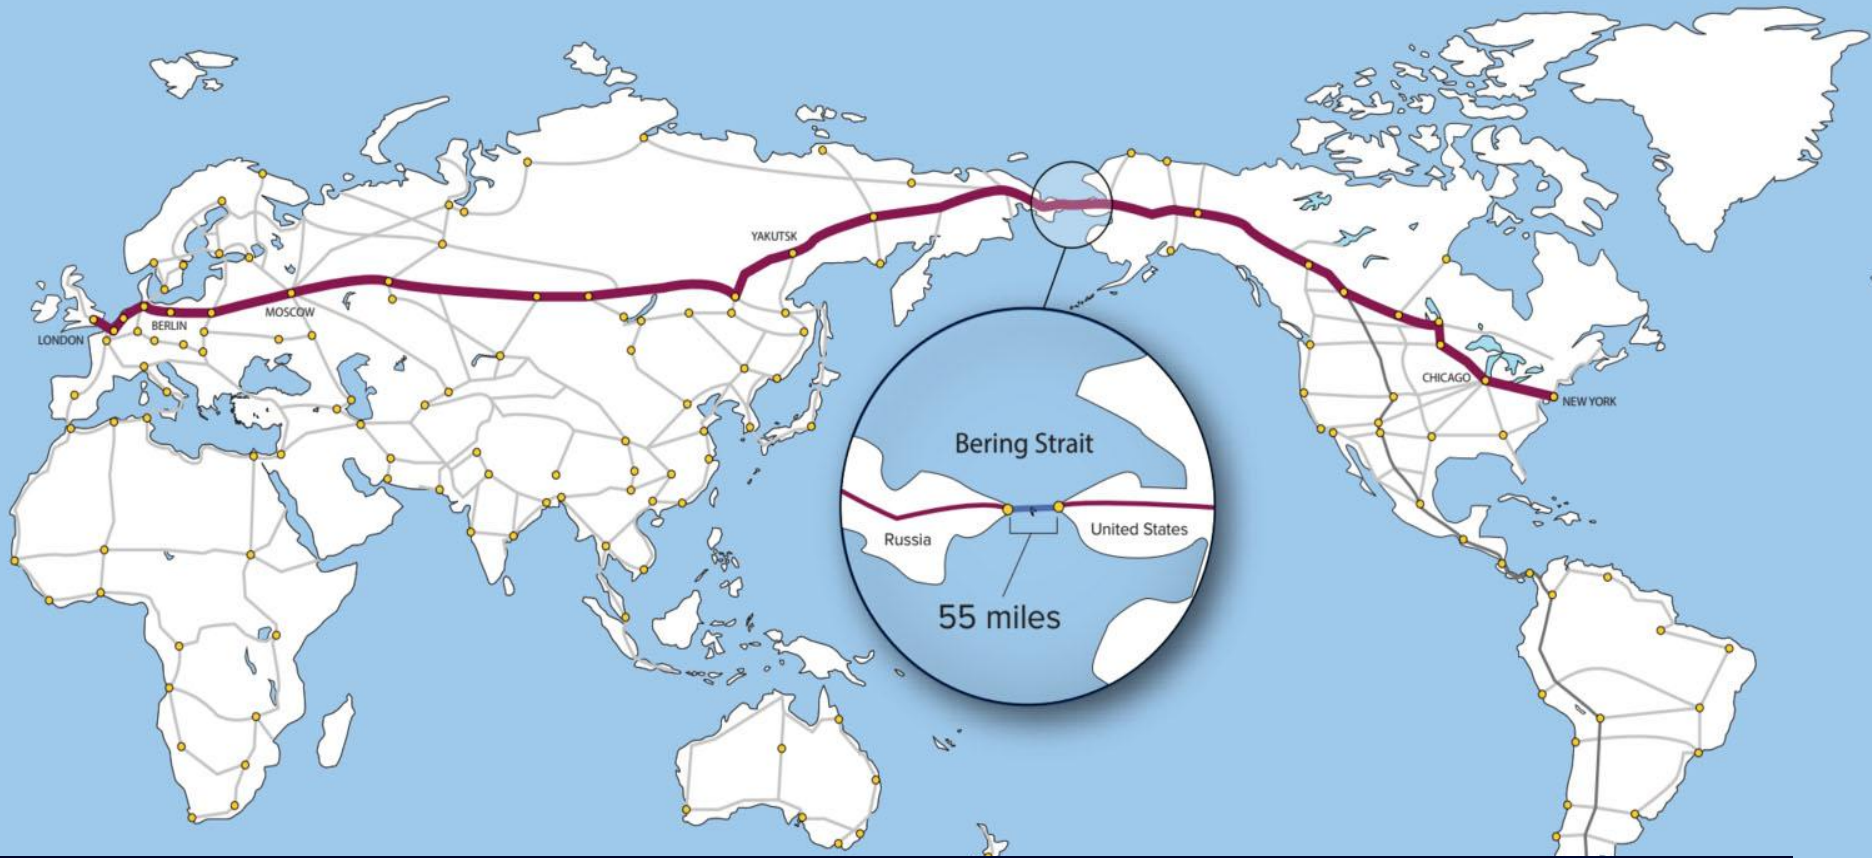 YAKUTSK
MOSCOW
BERLIN
LONDON
CHICAGO
NEW YORK
Bering Strait
Russia
United States
55 miles